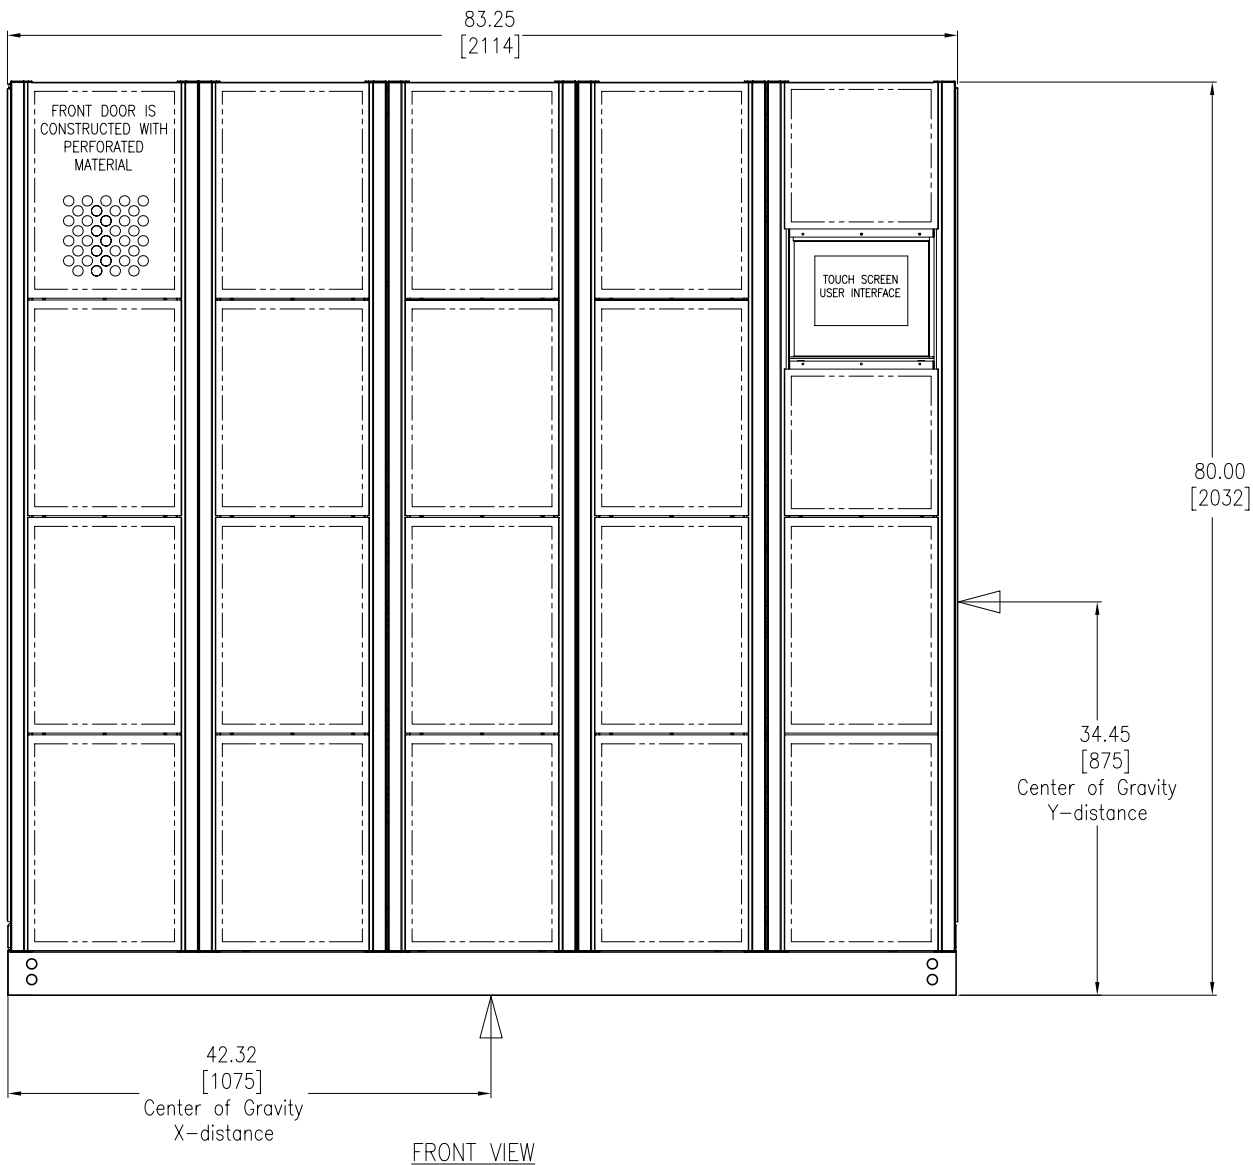 83.25
[2114]
FRONT DOOR IS
CONSTRUCTED WITH
PERFORATED
MATERIAL
TOUCH SCREEN
USER INTERFACE
80.00
[2032]
34.45
[875]
Center of Gravity
Y-distance
42.32
[1075]
Center of Gravity
X-distance
FRONT VIEW